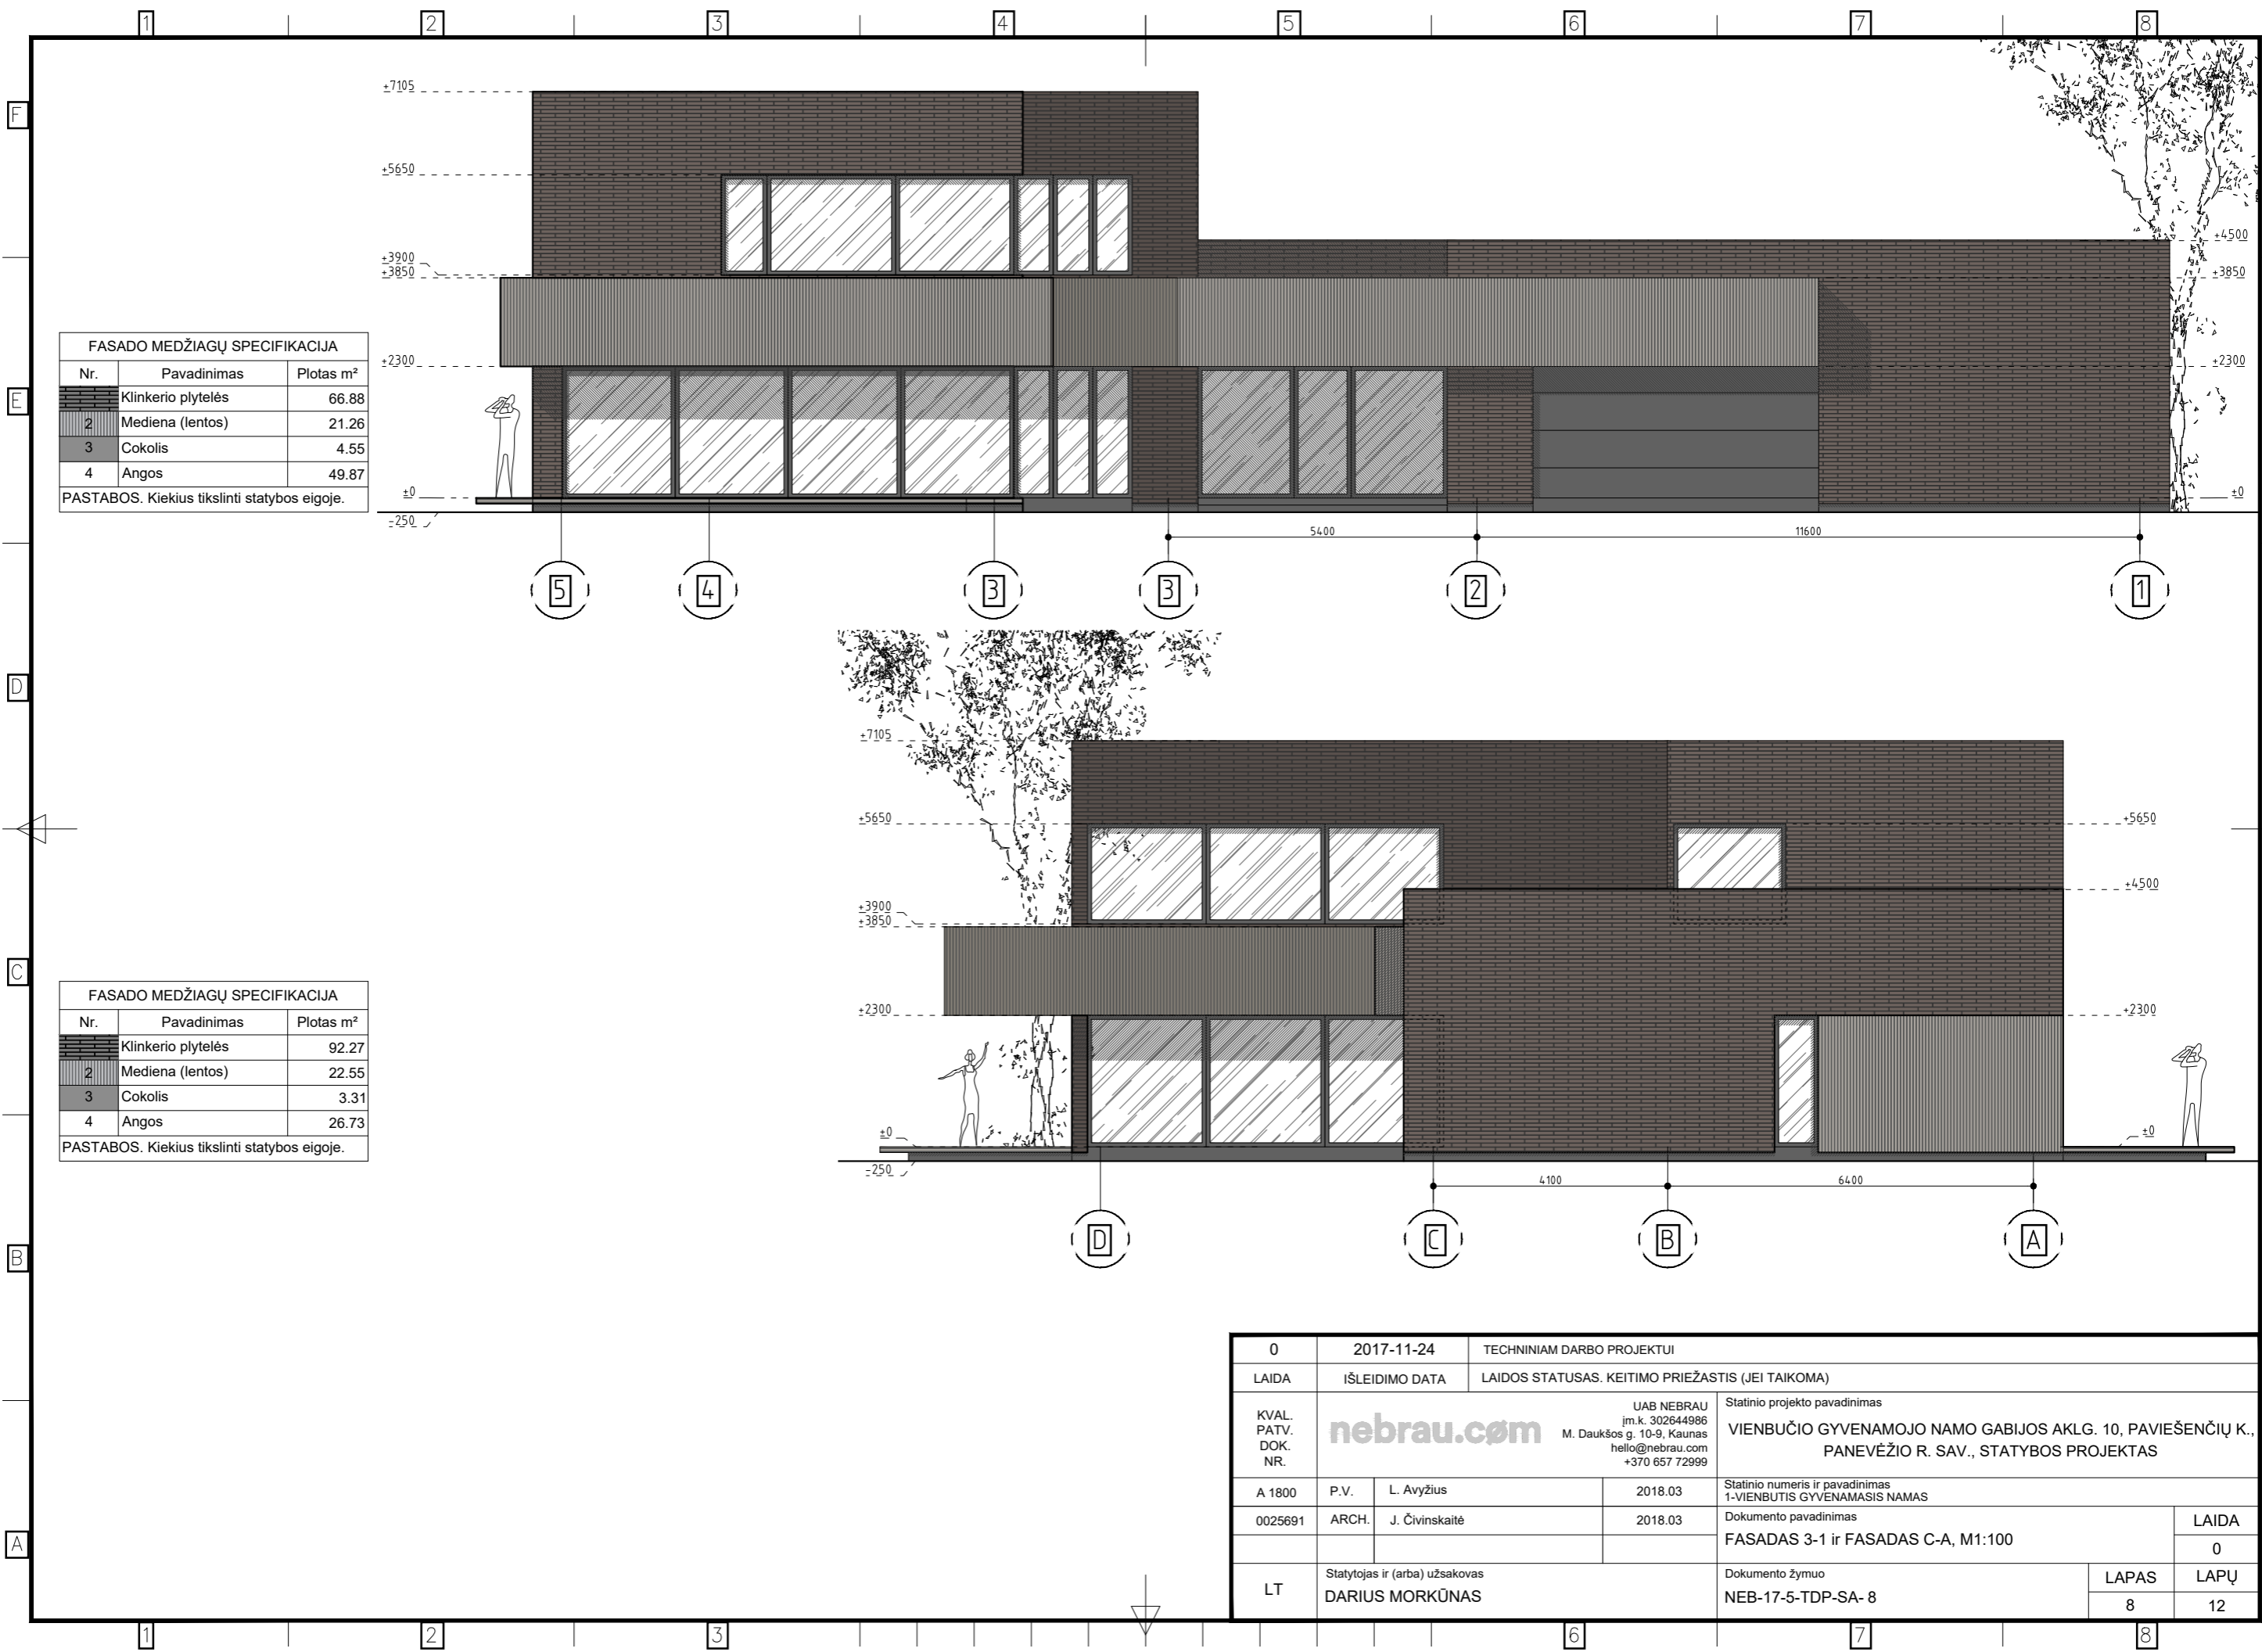 1 2 3 4 5 6 7 8
F
E
D
C
B
A
+7105
+5650
+3900
+3850
+2300
±0
-250
+4500
+3850
+2300
±0
5400 11600
5 4 3 3 2 1
FASADO MEDŽIAGŲ SPECIFIKACIJA
Nr. Pavadinimas Plotas m²
Klinkerio plytelės 66.88
2 Mediena (lentos) 21.26
3 Cokolis 4.55
4 Angos 49.87
PASTABOS. Kiekius tikslinti statybos eigoje.
+7105
+5650
+3900
+3850
+2300
±0
-250
+5650
+4500
+2300
±0
4100 6400
D C B A
FASADO MEDŽIAGŲ SPECIFIKACIJA
Nr. Pavadinimas Plotas m²
Klinkerio plytelės 92.27
2 Mediena (lentos) 22.55
3 Cokolis 3.31
4 Angos 26.73
PASTABOS. Kiekius tikslinti statybos eigoje.
0 2017-11-24 TECHNINIAM DARBO PROJEKTUI
LAIDA IŠLEIDIMO DATA LAIDOS STATUSAS. KEITIMO PRIEŽASTIS (JEI TAIKOMA)
KVAL.
PATV.
DOK.
NR.
nebrau.cøm
UAB NEBRAU
įm.k. 302644986
M. Daukšos g. 10-9, Kaunas
hello@nebrau.com
+370 657 72999
Statinio projekto pavadinimas
VIENBUČIO GYVENAMOJO NAMO GABIJOS AKLG. 10, PAVIEŠENČIŲ K.,
PANEVĖŽIO R. SAV., STATYBOS PROJEKTAS
A 1800 P.V. L. Avyžius 2018.03
Statinio numeris ir pavadinimas
1-VIENBUTIS GYVENAMASIS NAMAS
0025691 ARCH. J. Čivinskaitė 2018.03
Dokumento pavadinimas
FASADAS 3-1 ir FASADAS C-A, M1:100
LAIDA
0
LT
Statytojas ir (arba) užsakovas
DARIUS MORKŪNAS
Dokumento žymuo
NEB-17-5-TDP-SA- 8
LAPAS LAPŲ
8 12
1 2 3 6 7 8